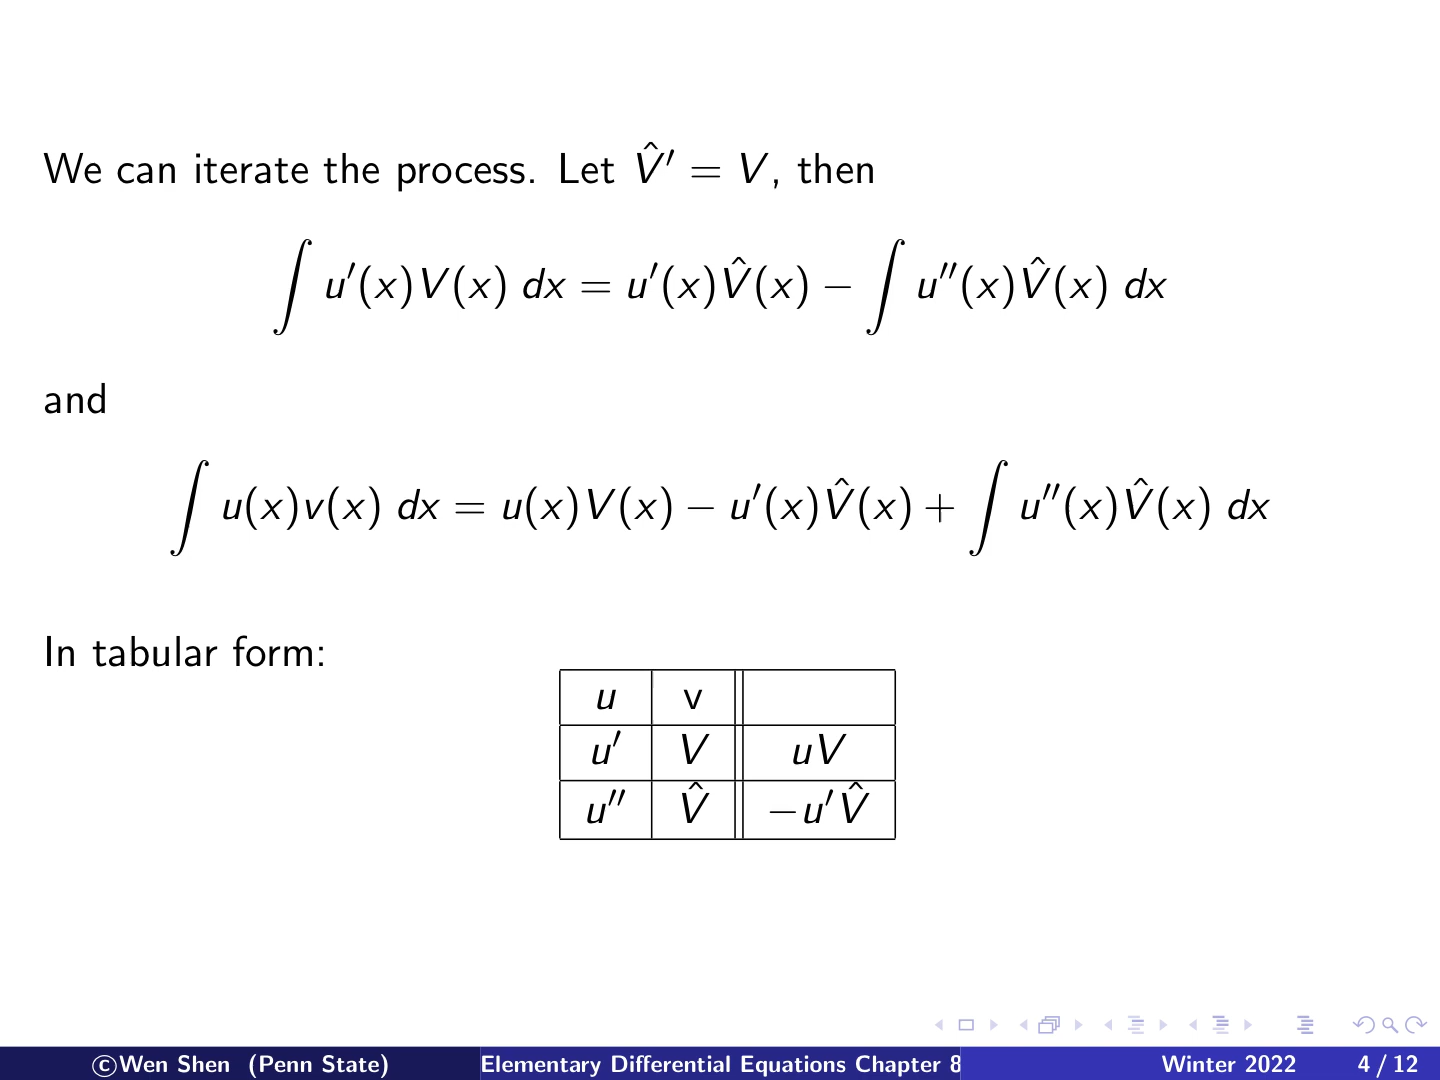 We can iterate the process. Let V̂′ = V, then
∫ u′(x)V(x) dx = u′(x)V̂(x) − ∫ u′′(x)V̂(x) dx
and
∫ u(x)v(x) dx = u(x)V(x) − u′(x)V̂(x) + ∫ u′′(x)V̂(x) dx
In tabular form:
u v
u′ V uV
u′′ V̂ −u′V̂
©Wen Shen (Penn State) Elementary Differential Equations Chapter 8 Winter 2022 4 / 12